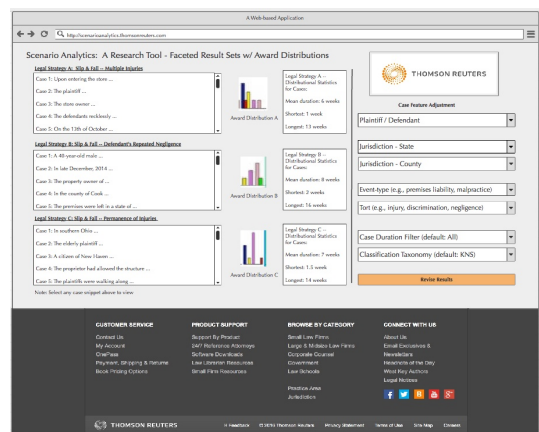 A Web-based Application
http://scenarioanalytics.thomsonreuters.com
Scenario Analytics: A Research Tool - Faceted Result Sets w/ Award Distributions
Legal Strategy A: Slip & Fall -- Multiple Injuries
Case 1: Upon entering the store ...
Case 2: The plaintiff ...
Case 3: The store owner ...
Case 4: The defendants recklessly ...
Case 5: On the 13th of October ...
Award Distribution A
Legal Strategy A --
Distributional Statistics
for Cases:
Mean duration: 6 weeks
Shortest: 1 week
Longest: 13 weeks
Legal Strategy B: Slip & Fall -- Defendant's Repeated Negligence
Case 1: A 40-year-old male ...
Case 2: In late December, 2014 ...
Case 3: The property owner of ...
Case 4: In the county of Cook ...
Case 5: The premises were left in a state of ...
Award Distribution B
Legal Strategy B --
Distributional Statistics
for Cases:
Mean duration: 8 weeks
Shortest: 2 weeks
Longest: 16 weeks
Legal Strategy C: Slip & Fall -- Permanence of Injuries
Case 1: In southern Ohio ...
Case 2: The elderly plaintiff ...
Case 3: A citizen of New Haven ...
Case 4: The proprietor had allowed the structure ...
Case 5: The plaintiffs were walking along ...
Award Distribution C
Legal Strategy C --
Distributional Statistics
for Cases:
Mean duration: 7 weeks
Shortest: 1.5 week
Longest: 14 weeks
Note: Select any case snippet above to view
THOMSON REUTERS
Case Feature Adjustment
Plaintiff / Defendant
Jurisdiction - State
Jurisdiction - County
Event-type (e.g., premises liability, malpractice)
Tort (e.g., injury, discrimination, negligence)
Case Duration Filter (default: All)
Classification Taxonomy (default: KNS)
Revise Results
CUSTOMER SERVICE
Contact Us
My Account
OnePass
Payment, Shipping & Returns
Book Pricing Options
PRODUCT SUPPORT
Support By Product
24/7 Reference Attorneys
Software Downloads
Law Librarian Resources
Small Firm Resources
BROWSE BY CATEGORY
Small Law Firms
Large & Midsize Law Firms
Corporate Counsel
Government
Law Schools
Practice Area
Jurisdiction
CONNECT WITH US
About Us
Email Exclusives &
Newsletters
Headnote of the Day
West Key Authors
Legal Notices
THOMSON REUTERS
Feedback © 2016 Thomson Reuters Privacy Statement Terms of Use Site Map Careers